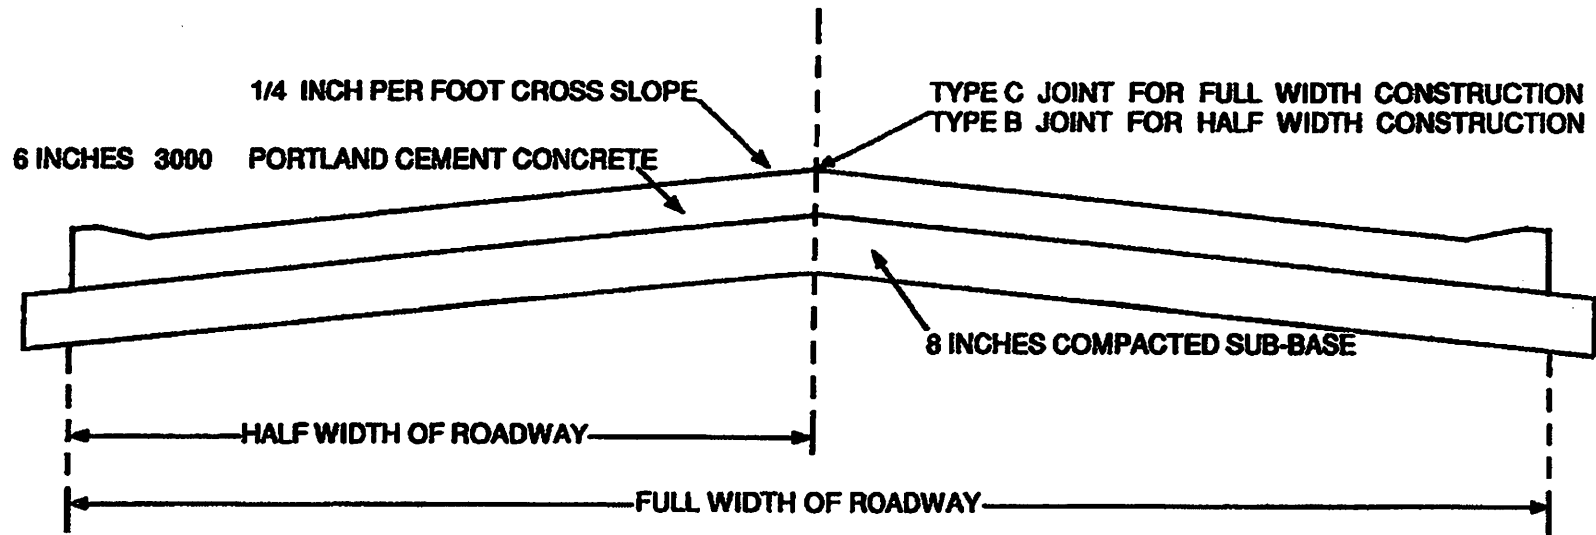 1/4 INCH PER FOOT CROSS SLOPE
TYPE C JOINT FOR FULL WIDTH CONSTRUCTION
TYPE B JOINT FOR HALF WIDTH CONSTRUCTION
6 INCHES 3000 PORTLAND CEMENT CONCRETE
8 INCHES COMPACTED SUB-BASE
HALF WIDTH OF ROADWAY
FULL WIDTH OF ROADWAY